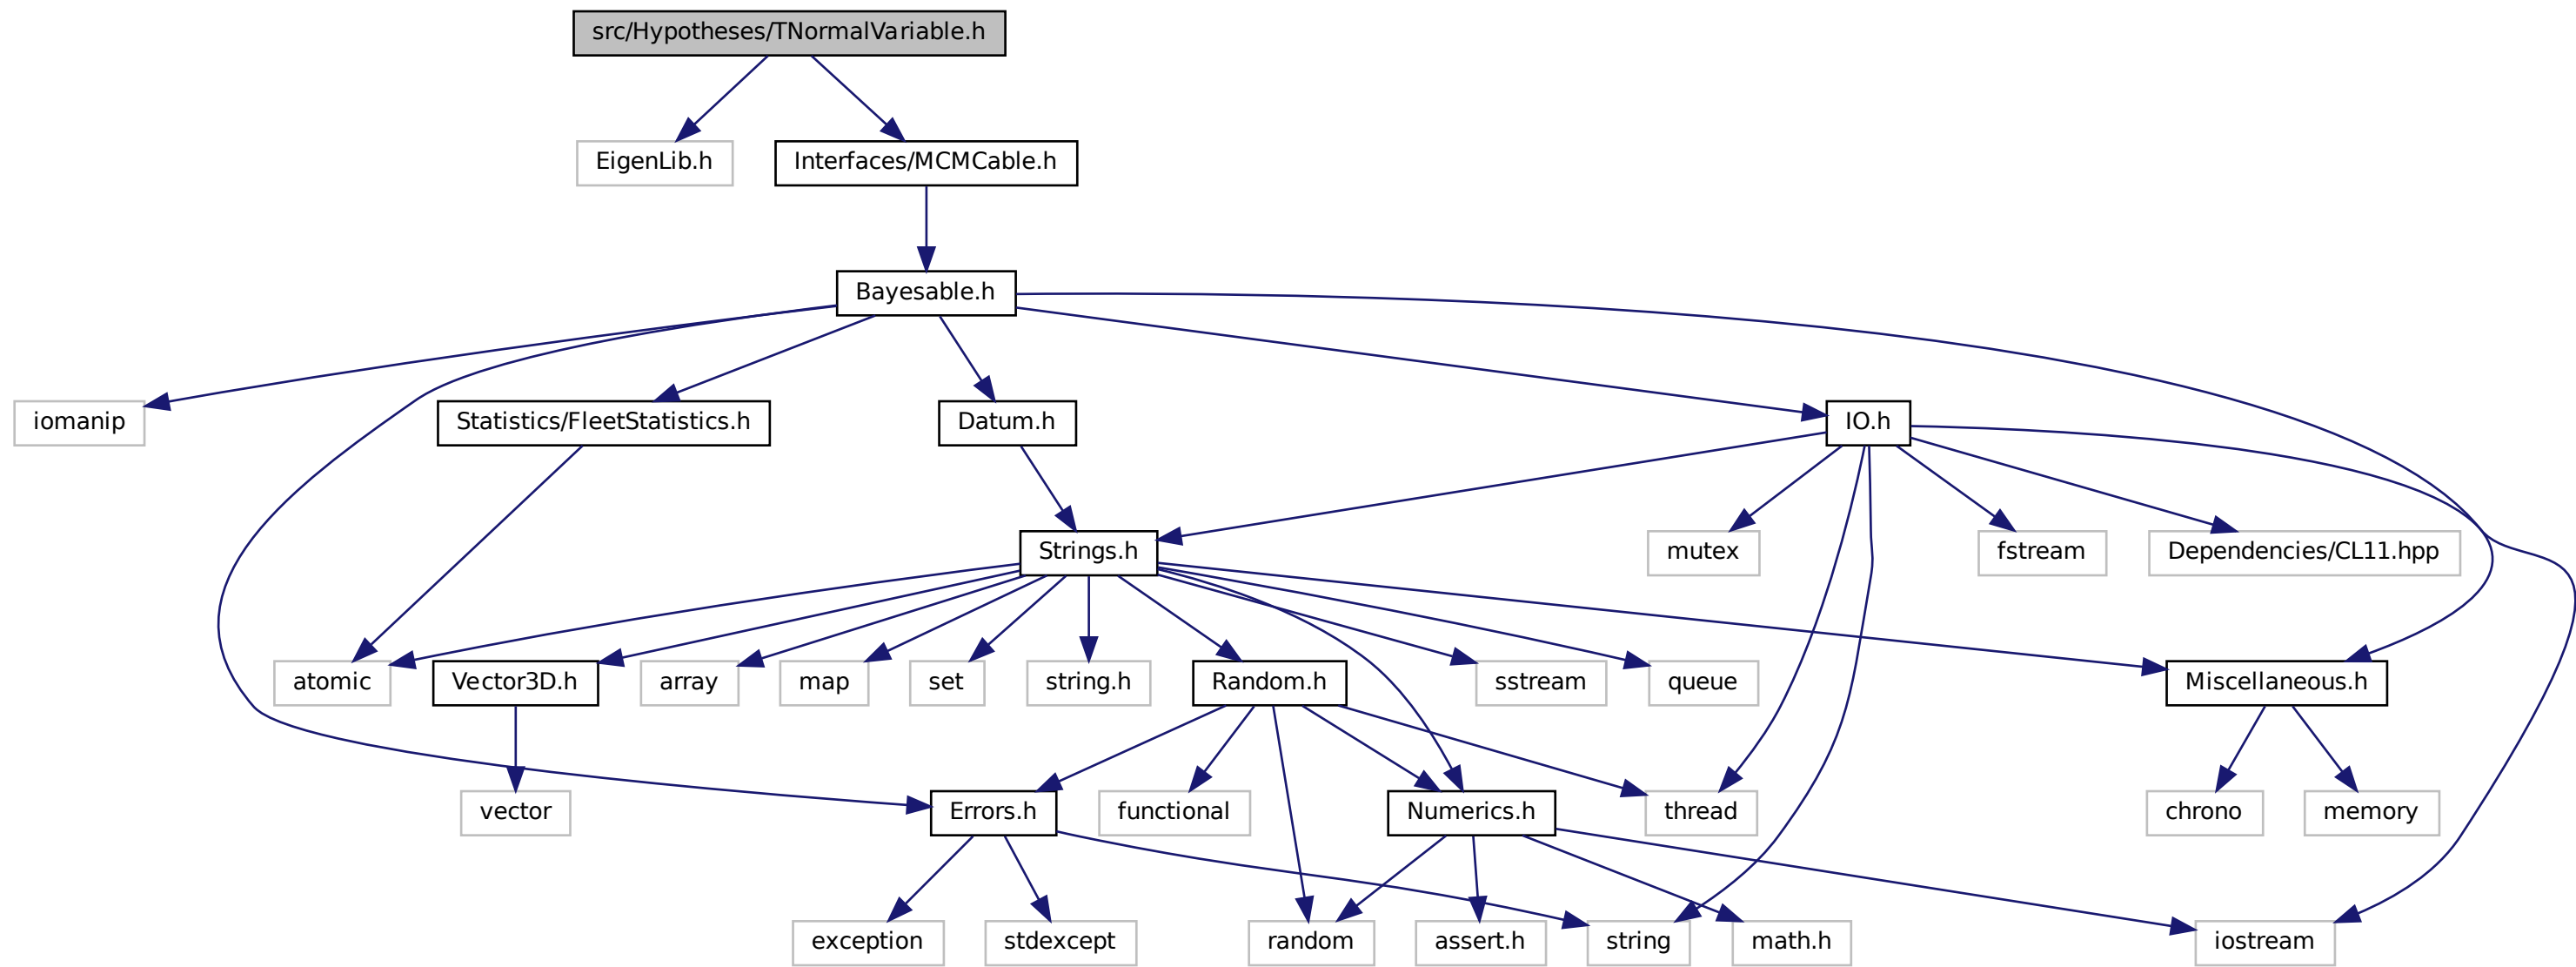 src/Hypotheses/TNormalVariable.h
EigenLib.h
Interfaces/MCMCable.h
Bayesable.h
iomanip
Statistics/FleetStatistics.h
Datum.h
IO.h
Strings.h
mutex
fstream
Dependencies/CL11.hpp
atomic
Vector3D.h
array
map
set
string.h
Random.h
sstream
queue
Miscellaneous.h
vector
Errors.h
functional
Numerics.h
thread
chrono
memory
exception
stdexcept
random
assert.h
string
math.h
iostream